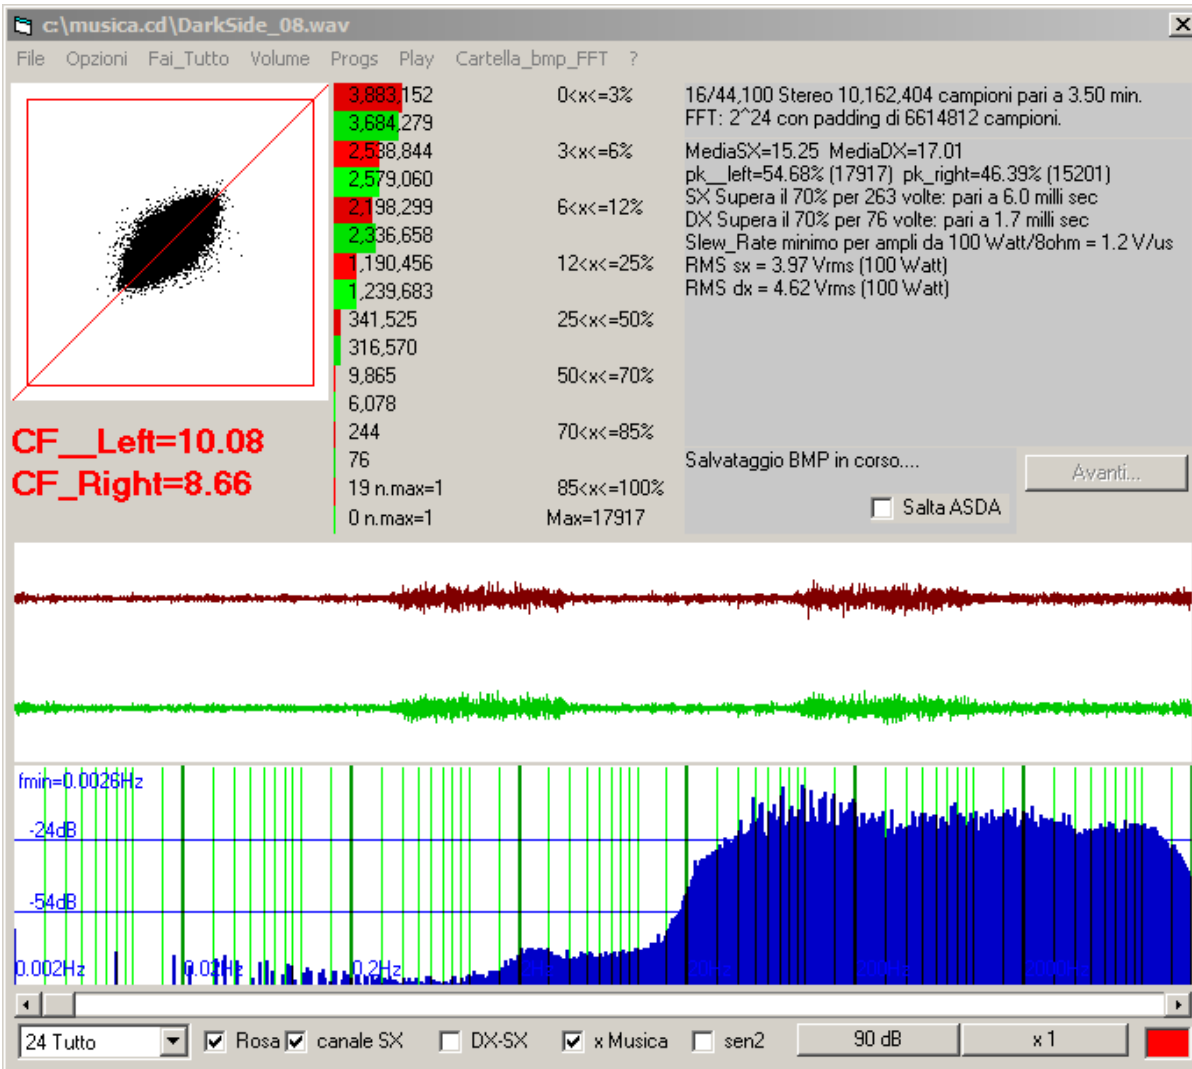 c:\musica.cd\DarkSide_08.wav
File Opzioni Fai_Tutto Volume Progs Play Cartella_bmp_FFT ?
3,883,152 0<x<=3%
3,684,279
2,538,844 3<x<=6%
2,579,060
2,198,299 6<x<=12%
2,336,658
1,190,456 12<x<=25%
1,239,683
341,525 25<x<=50%
316,570
9,865 50<x<=70%
6,078
244 70<x<=85%
76
19 n.max=1 85<x<=100%
0 n.max=1 Max=17917
16/44,100 Stereo 10,162,404 campioni pari a 3.50 min.
FFT: 2^24 con padding di 6614812 campioni.
MediaSX=15.25 MediaDX=17.01
pk__left=54.68% (17917) pk_right=46.39% (15201)
SX Supera il 70% per 263 volte: pari a 6.0 milli sec
DX Supera il 70% per 76 volte: pari a 1.7 milli sec
Slew_Rate minimo per ampli da 100 Watt/8ohm = 1.2 V/us
RMS sx = 3.97 Vrms (100 Watt)
RMS dx = 4.62 Vrms (100 Watt)
CF__Left=10.08
CF_Right=8.66
Salvataggio BMP in corso....
Avanti...
Salta ASDA
fmin=0.0026Hz
-24dB
-54dB
0.002Hz 0.02Hz 0.2Hz 2Hz 20Hz 200Hz 2000Hz
24 Tutto Rosa canale SX DX-SX x Musica sen2 90 dB x 1